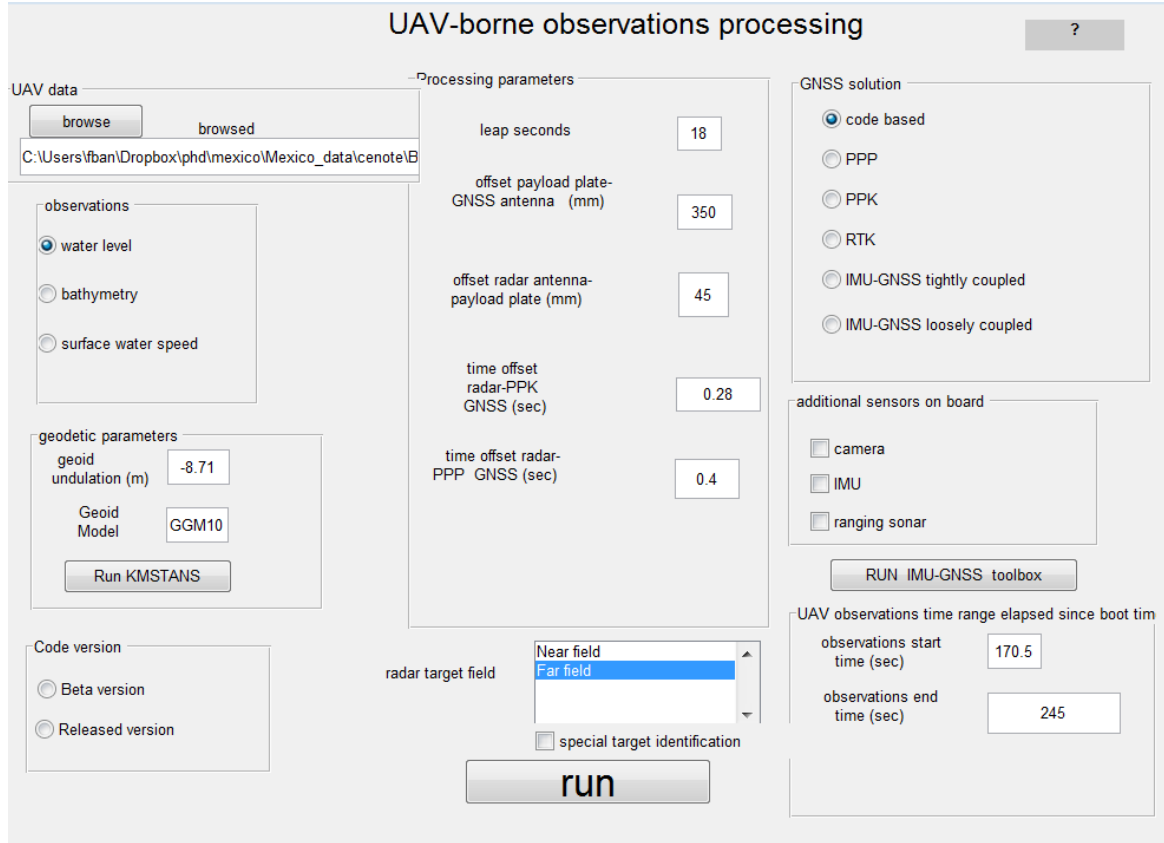 UAV-borne observations processing
?
UAV data
browse
browsed
C:\Users\fban\Dropbox\phd\mexico\Mexico_data\cenote\B
observations
water level
bathymetry
surface water speed
geodetic parameters
geoid
undulation (m)
-8.71
Geoid
Model
GGM10
Run KMSTANS
Code version
Beta version
Released version
Processing parameters
leap seconds
18
offset payload plate-
GNSS antenna (mm)
350
offset radar antenna-
payload plate (mm)
45
time offset
radar-PPK
GNSS (sec)
0.28
time offset radar-
PPP GNSS (sec)
0.4
radar target field
Near field
Far field
special target identification
run
GNSS solution
code based
PPP
PPK
RTK
IMU-GNSS tightly coupled
IMU-GNSS loosely coupled
additional sensors on board
camera
IMU
ranging sonar
RUN IMU-GNSS toolbox
UAV observations time range elapsed since boot tim
observations start
time (sec)
170.5
observations end
time (sec)
245